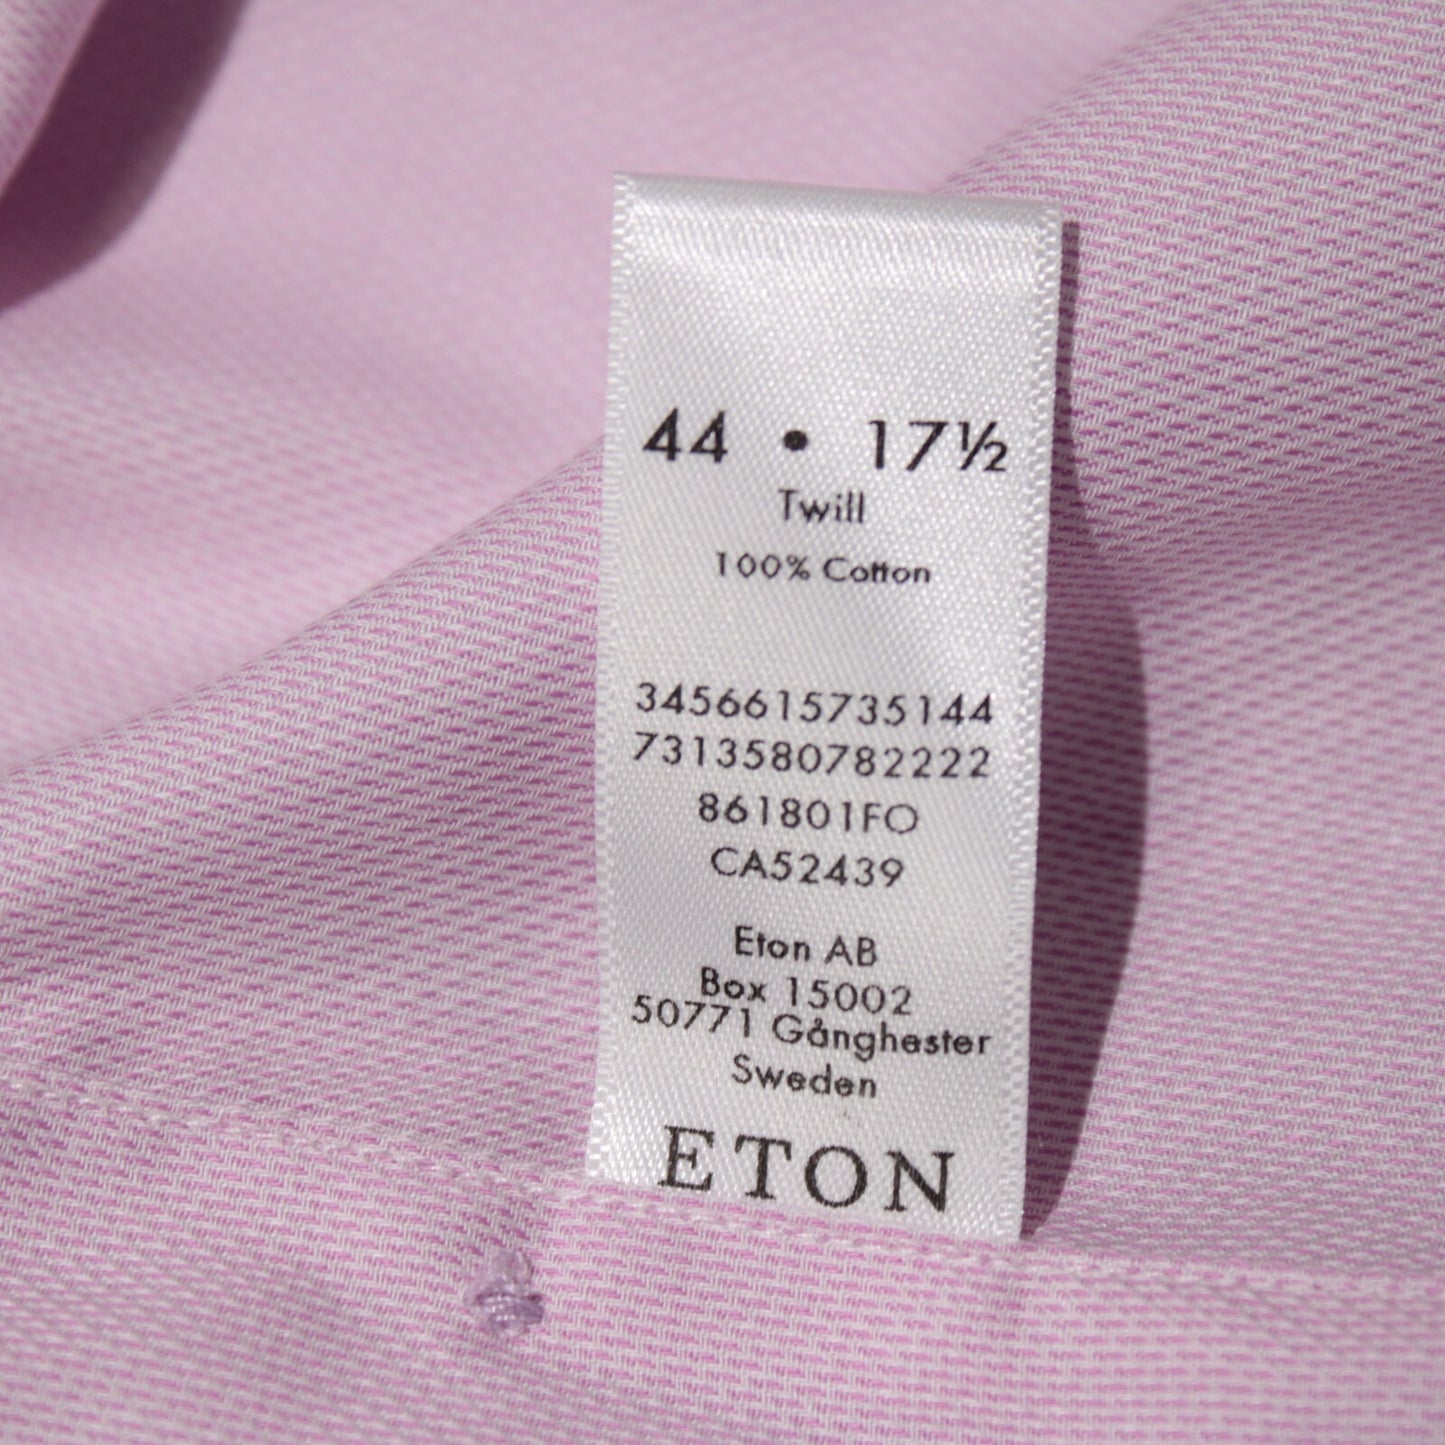 44 • 17½
Twill
100% Cotton
3456615735144
7313580782222
861801FO
CA52439
Eton AB
Box 15002
50771 Gånghester
Sweden
ETON